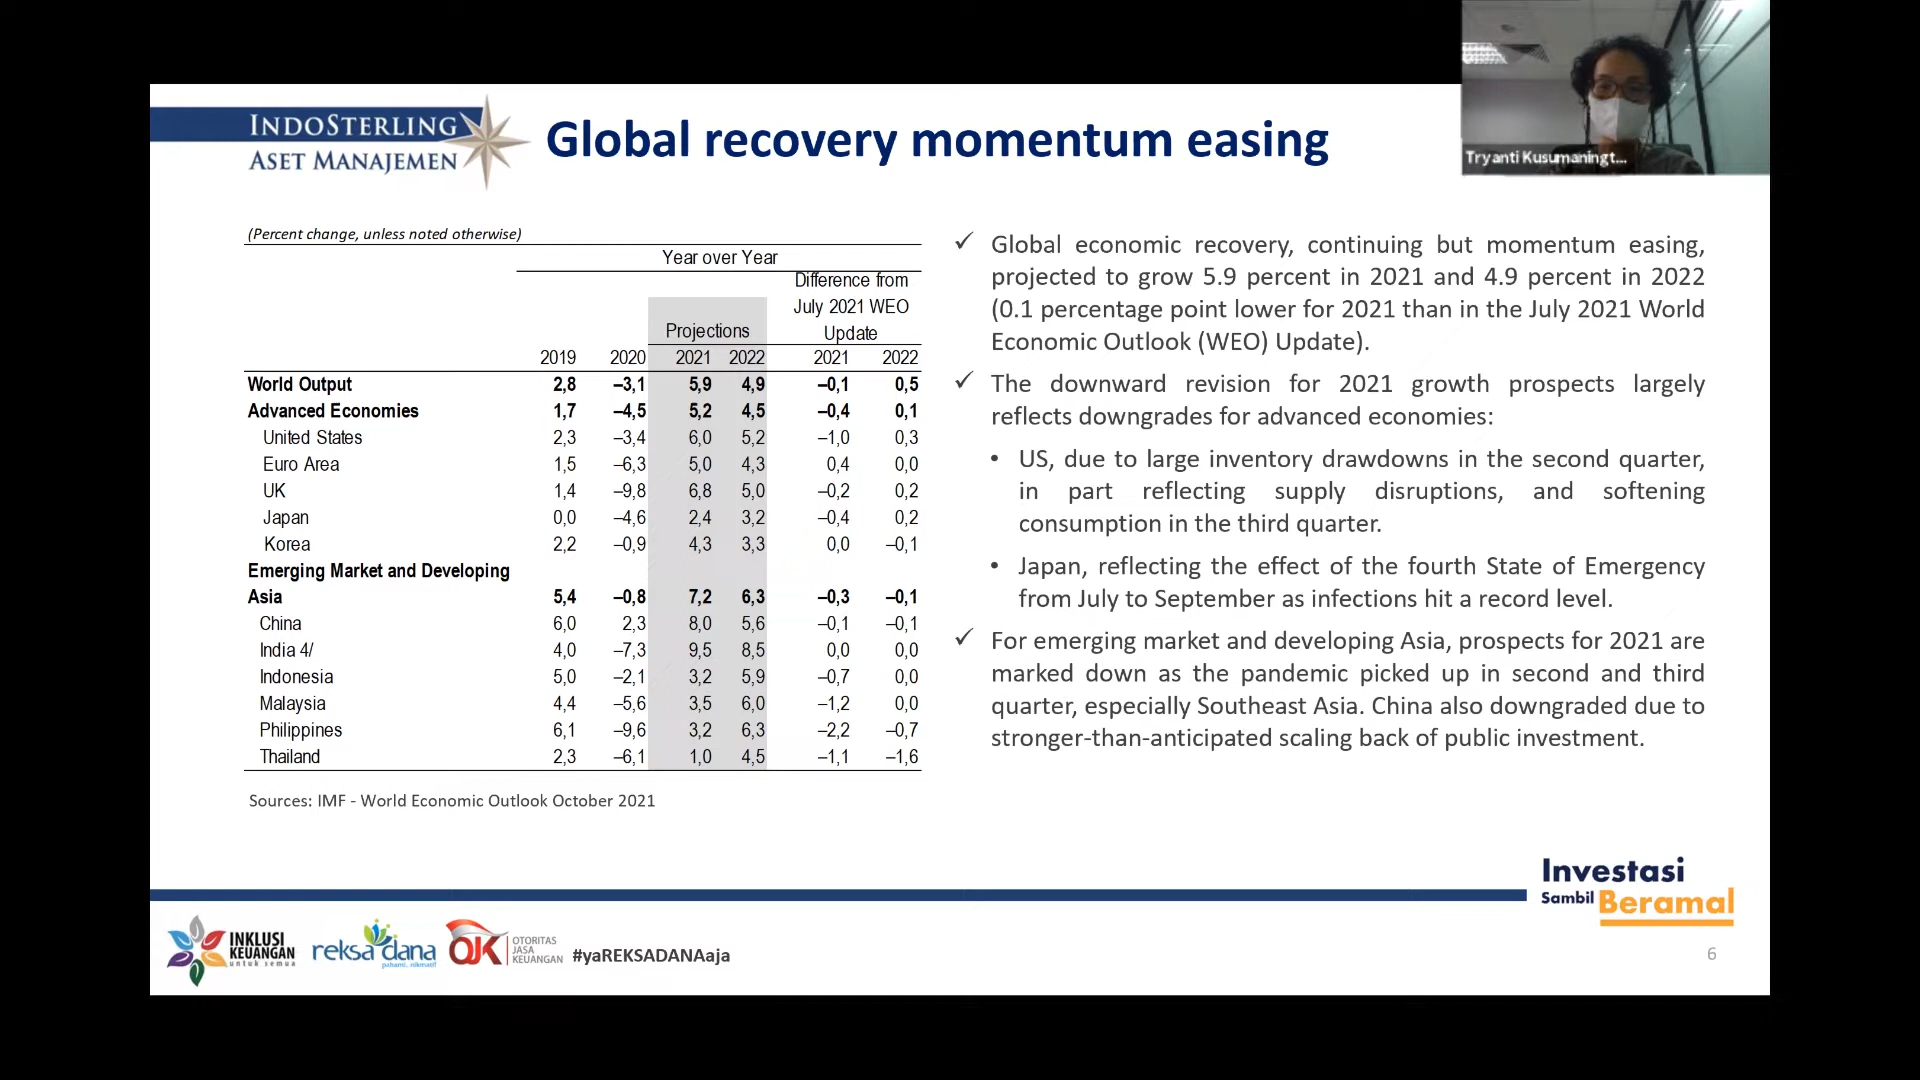 INDOSTERLING
ASET MANAJEMEN
Global recovery momentum easing
Tryanti Kusumaningt...
(Percent change, unless noted otherwise)
Year over Year
Difference from
July 2021 WEO
Projections Update
2019 2020 2021 2022 2021 2022
World Output 2,8 –3,1 5,9 4,9 –0,1 0,5
Advanced Economies 1,7 –4,5 5,2 4,5 –0,4 0,1
United States 2,3 –3,4 6,0 5,2 –1,0 0,3
Euro Area 1,5 –6,3 5,0 4,3 0,4 0,0
UK 1,4 –9,8 6,8 5,0 –0,2 0,2
Japan 0,0 –4,6 2,4 3,2 –0,4 0,2
Korea 2,2 –0,9 4,3 3,3 0,0 –0,1
Emerging Market and Developing
Asia 5,4 –0,8 7,2 6,3 –0,3 –0,1
China 6,0 2,3 8,0 5,6 –0,1 –0,1
India 4/ 4,0 –7,3 9,5 8,5 0,0 0,0
Indonesia 5,0 –2,1 3,2 5,9 –0,7 0,0
Malaysia 4,4 –5,6 3,5 6,0 –1,2 0,0
Philippines 6,1 –9,6 3,2 6,3 –2,2 –0,7
Thailand 2,3 –6,1 1,0 4,5 –1,1 –1,6
Sources: IMF - World Economic Outlook October 2021
✓ Global economic recovery, continuing but momentum easing,
projected to grow 5.9 percent in 2021 and 4.9 percent in 2022
(0.1 percentage point lower for 2021 than in the July 2021 World
Economic Outlook (WEO) Update).
✓ The downward revision for 2021 growth prospects largely
reflects downgrades for advanced economies:
• US, due to large inventory drawdowns in the second quarter,
in part reflecting supply disruptions, and softening
consumption in the third quarter.
• Japan, reflecting the effect of the fourth State of Emergency
from July to September as infections hit a record level.
✓ For emerging market and developing Asia, prospects for 2021 are
marked down as the pandemic picked up in second and third
quarter, especially Southeast Asia. China also downgraded due to
stronger-than-anticipated scaling back of public investment.
Investasi
Sambil Beramal
INKLUSI
KEUANGAN
untuk semua
reksa dana
pahami, nikmati!
OJK
OTORITAS
JASA
KEUANGAN
#yaREKSADANAaja
6